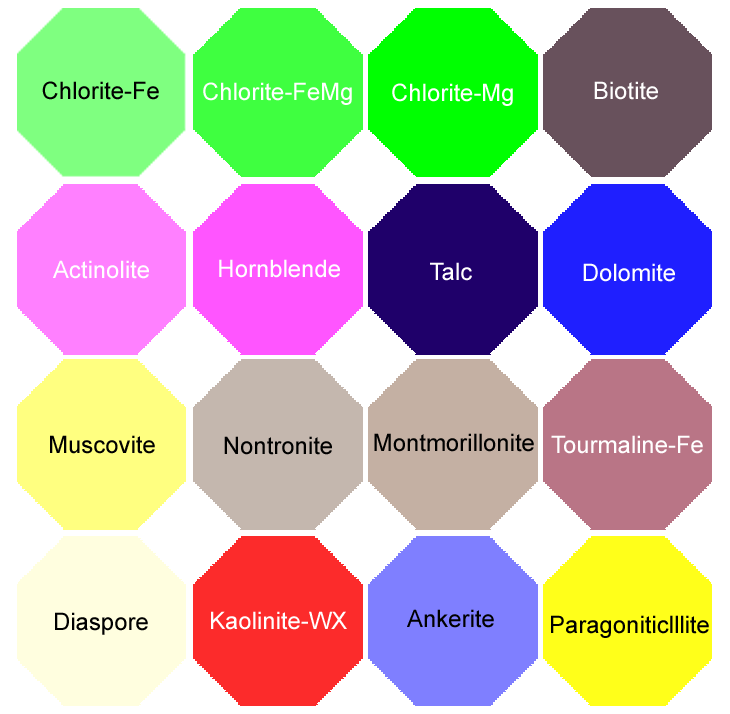 Chlorite-Fe
Chlorite-FeMg
Chlorite-Mg
Biotite
Actinolite
Hornblende
Talc
Dolomite
Muscovite
Nontronite
Montmorillonite
Tourmaline-Fe
Diaspore
Kaolinite-WX
Ankerite
ParagoniticIllite